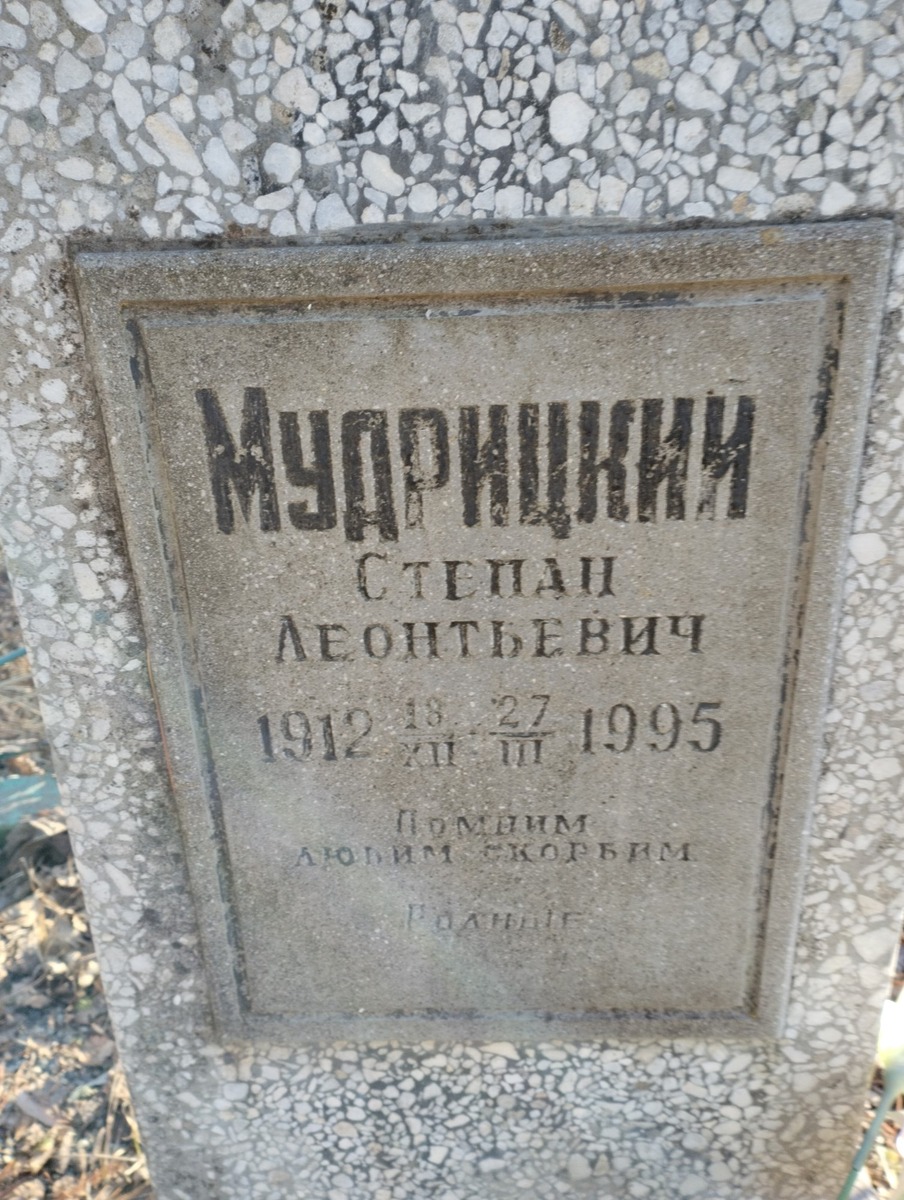 Мудрицкий
Степан
Леонтьевич
1912 18/XII - 27/III 1995
Помним
любим скорбим
Родные